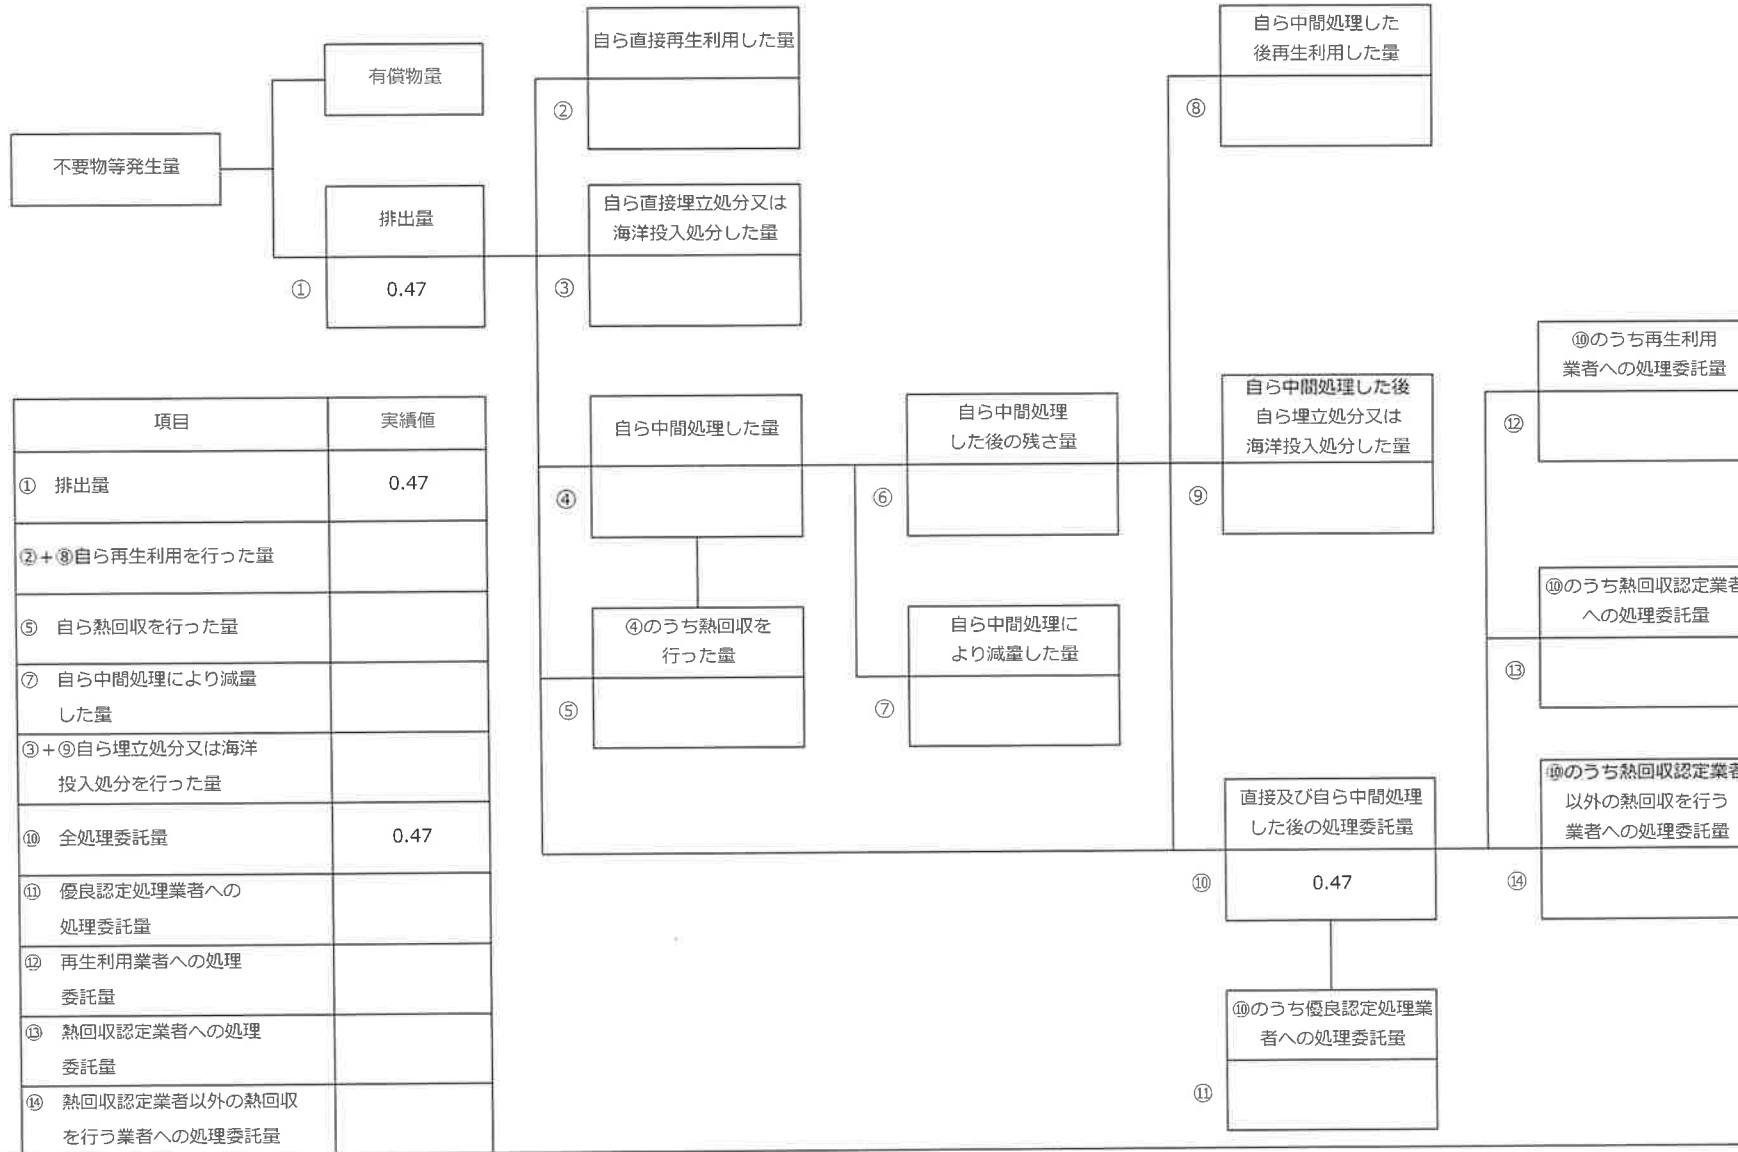 不要物等発生量
有償物量
排出量
①
0.47
自ら直接再生利用した量
②
自ら直接埋立処分又は
海洋投入処分した量
③
自ら中間処理した量
④
④のうち熱回収を
行った量
⑤
自ら中間処理
した後の残さ量
⑥
自ら中間処理に
より減量した量
⑦
自ら中間処理した
後再生利用した量
⑧
自ら中間処理した後
自ら埋立処分又は
海洋投入処分した量
⑨
直接及び自ら中間処理
した後の処理委託量
⑩
0.47
⑩のうち優良認定処理業
者への処理委託量
⑪
⑩のうち再生利用
業者への処理委託量
⑫
⑩のうち熱回収認定業者
への処理委託量
⑬
⑩のうち熱回収認定業者
以外の熱回収を行う
業者への処理委託量
⑭
項目 実績値
① 排出量 0.47
②+⑧自ら再生利用を行った量
⑤ 自ら熱回収を行った量
⑦ 自ら中間処理により減量
した量
③+⑨自ら埋立処分又は海洋
投入処分を行った量
⑩ 全処理委託量 0.47
⑪ 優良認定処理業者への
処理委託量
⑫ 再生利用業者への処理
委託量
⑬ 熱回収認定業者への処理
委託量
⑭ 熱回収認定業者以外の熱回収
を行う業者への処理委託量